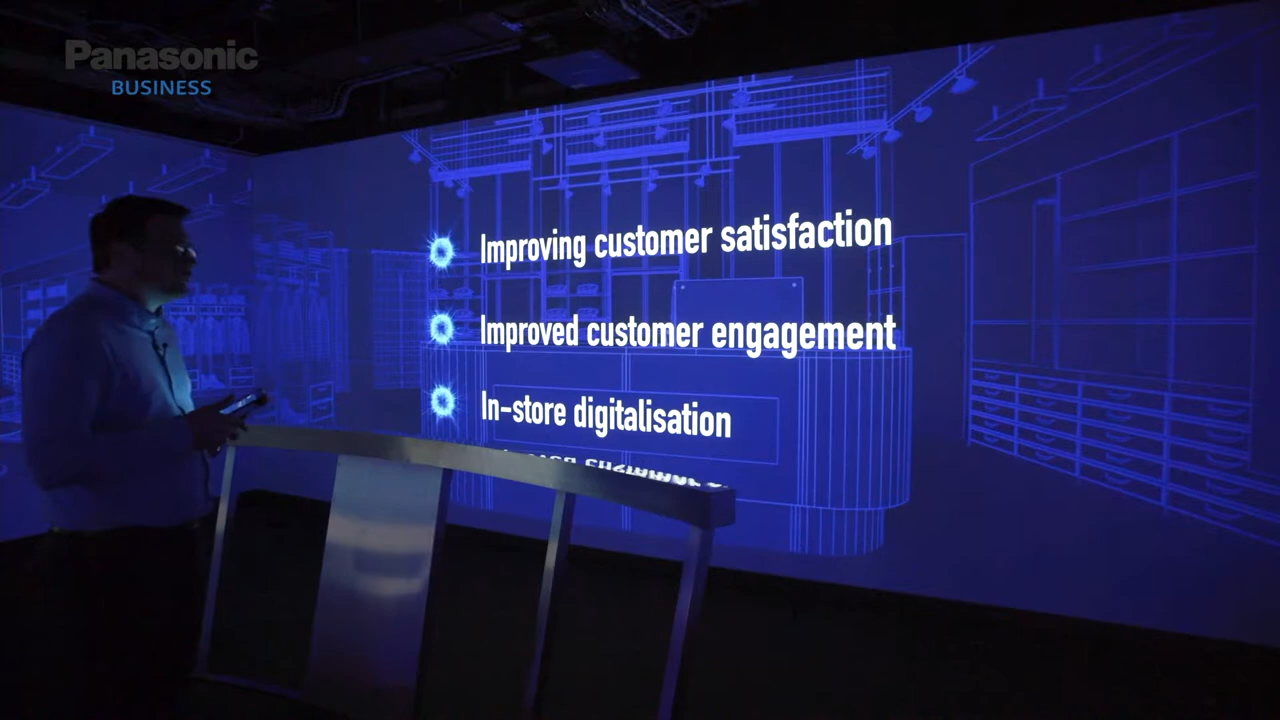 Panasonic
BUSINESS
Improving customer satisfaction
Improved customer engagement
In-store digitalisation